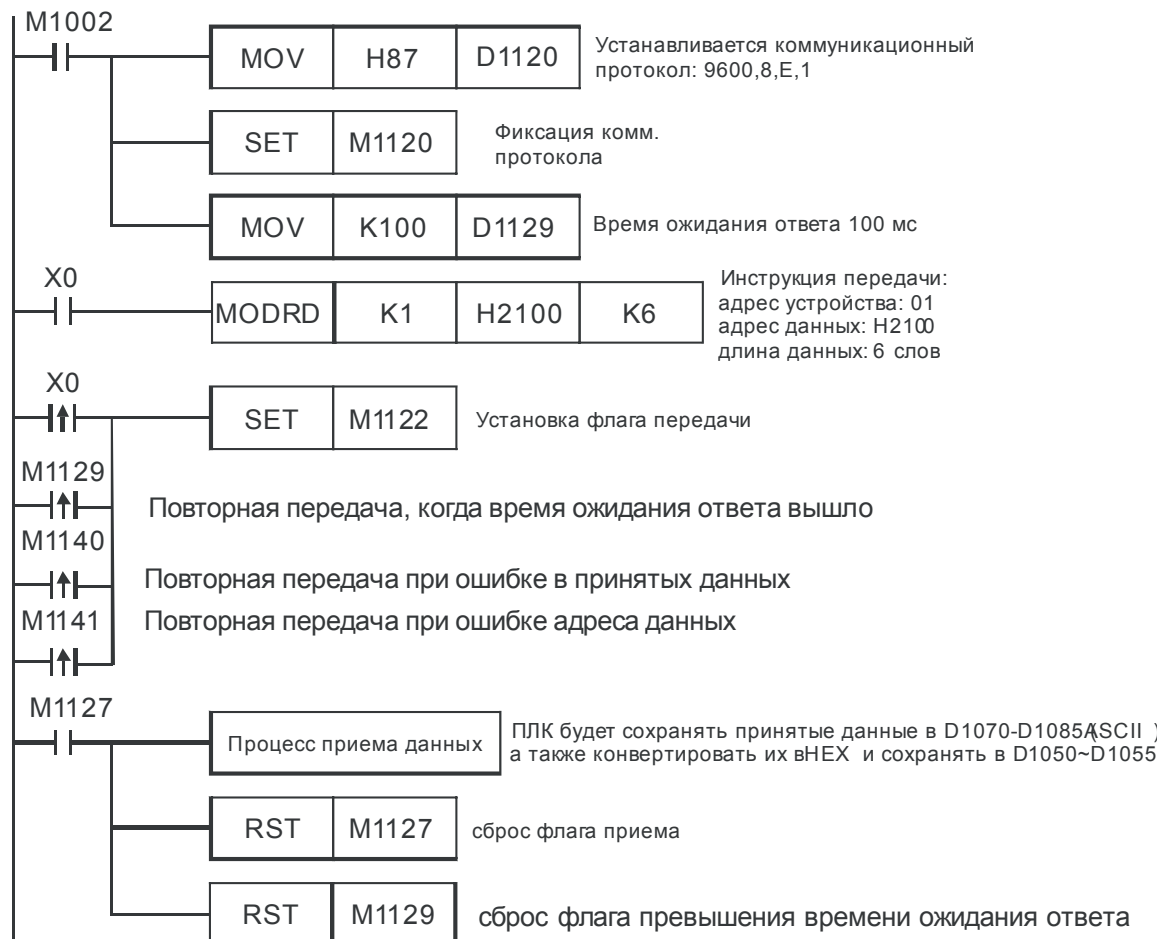 M1002
MOV H87 D1120
Устанавливается коммуникационный
протокол: 9600,8,E,1
SET M1120
Фиксация комм.
протокола
MOV K100 D1129
Время ожидания ответа 100 мс
X0
MODRD K1 H2100 K6
Инструкция передачи:
адрес устройства: 01
адрес данных: H2100
длина данных: 6 слов
X0
SET M1122
Установка флага передачи
M1129
Повторная передача, когда время ожидания ответа вышло
M1140
Повторная передача при ошибке в принятых данных
M1141
Повторная передача при ошибке адреса данных
M1127
Процесс приема данных
ПЛК будет сохранять принятые данные в D1070-D1085(ASCII )
а также конвертировать их вHEX и сохранять в D1050~D1055
RST M1127
сброс флага приема
RST M1129
сброс флага превышения времени ожидания ответа